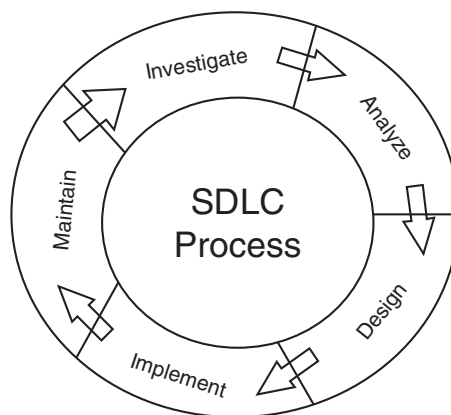 Investigate
Analyze
Design
Implement
Maintain
SDLC
Process